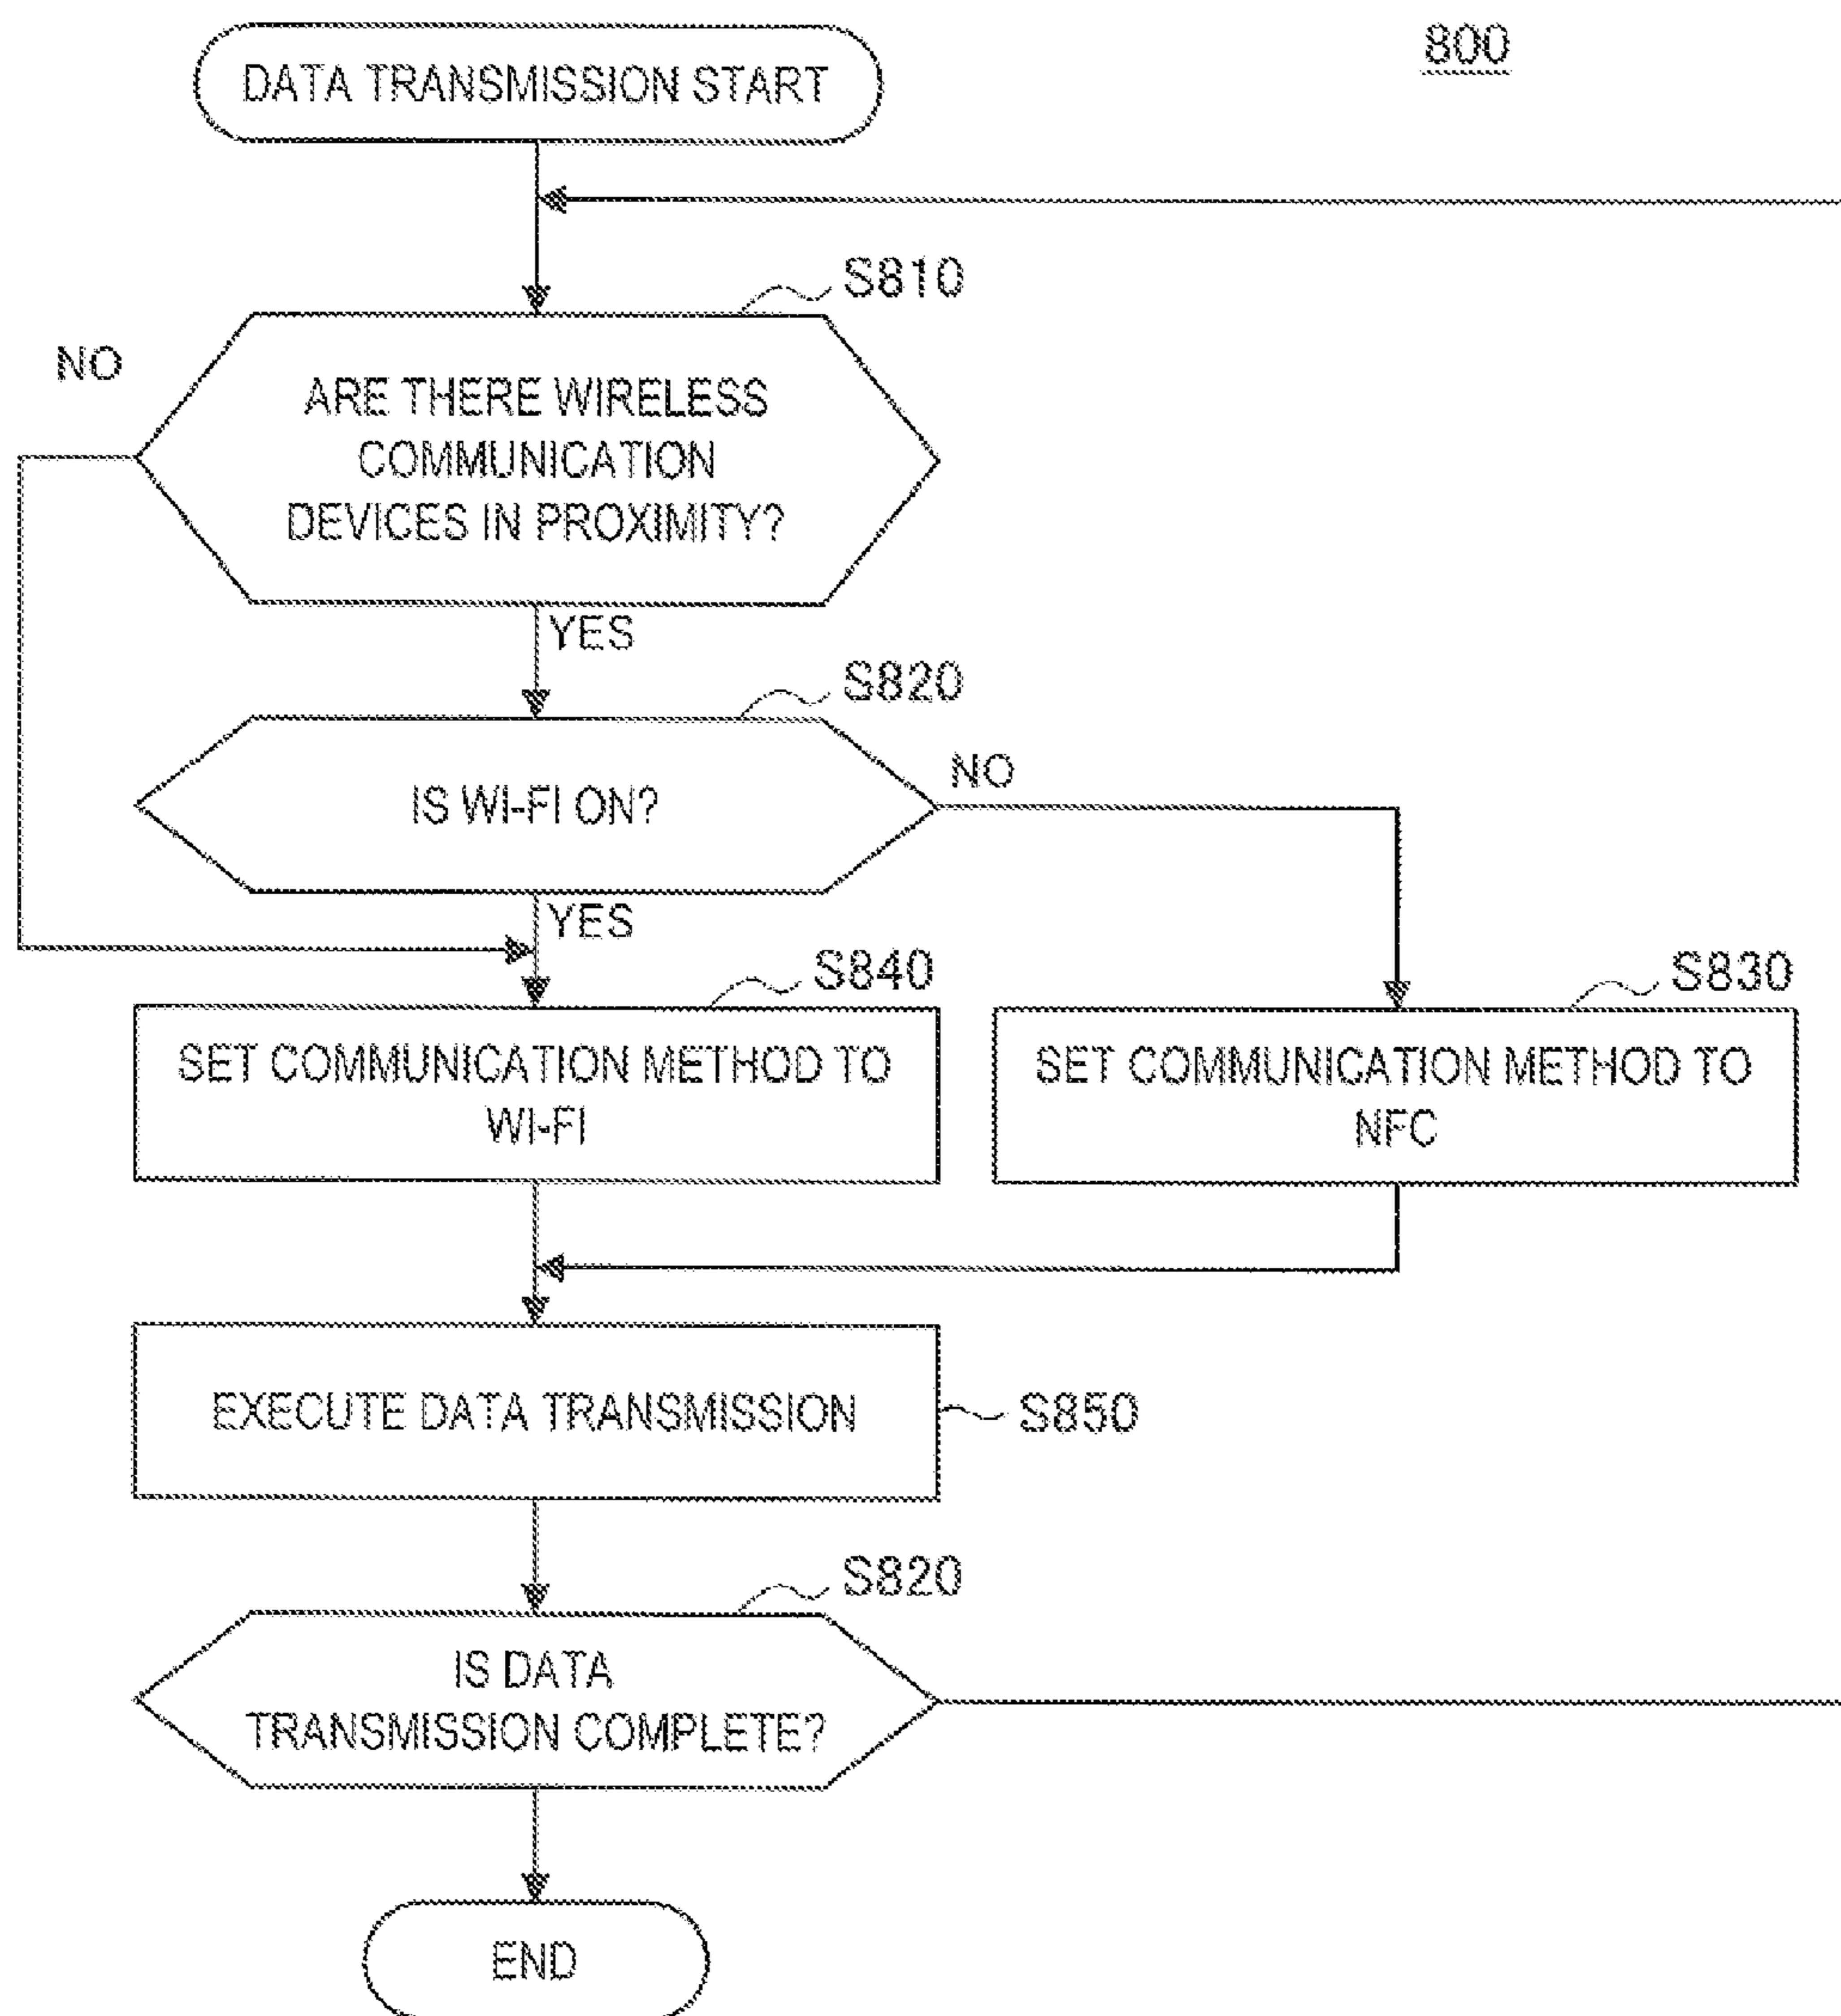 800
DATA TRANSMISSION START
S810
NO
ARE THERE WIRELESS
COMMUNICATION
DEVICES IN PROXIMITY?
YES
S820
IS WI-FI ON?
NO
YES
S840
S830
SET COMMUNICATION METHOD TO
WI-FI
SET COMMUNICATION METHOD TO
NFC
EXECUTE DATA TRANSMISSION
S850
S820
IS DATA
TRANSMISSION COMPLETE?
END